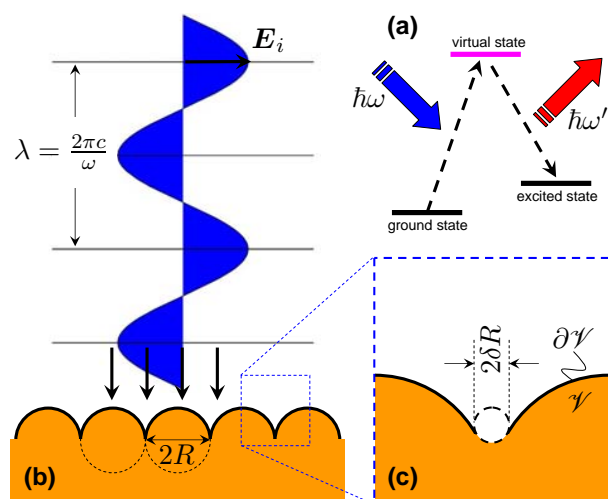 (a)
virtual state
ħω
ħω′
ground state
excited state
E_i
λ = 2πc/ω
2R
(b)
2δR
∂𝒱
𝒱
(c)